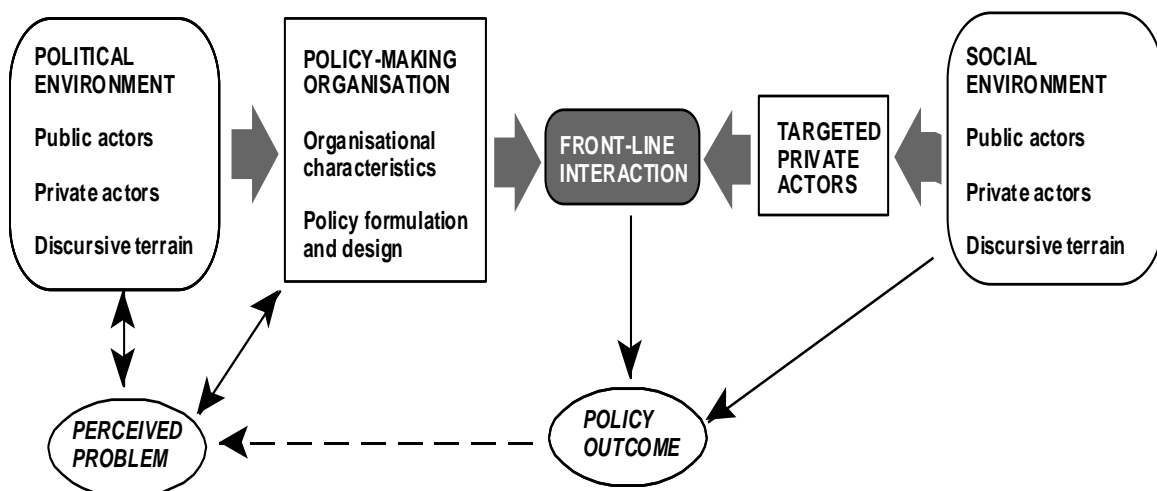 POLITICAL
ENVIRONMENT
Public actors
Private actors
Discursive terrain
POLICY-MAKING
ORGANISATION
Organisational
characteristics
Policy formulation
and design
FRONT-LINE
INTERACTION
TARGETED
PRIVATE
ACTORS
SOCIAL
ENVIRONMENT
Public actors
Private actors
Discursive terrain
PERCEIVED
PROBLEM
POLICY
OUTCOME